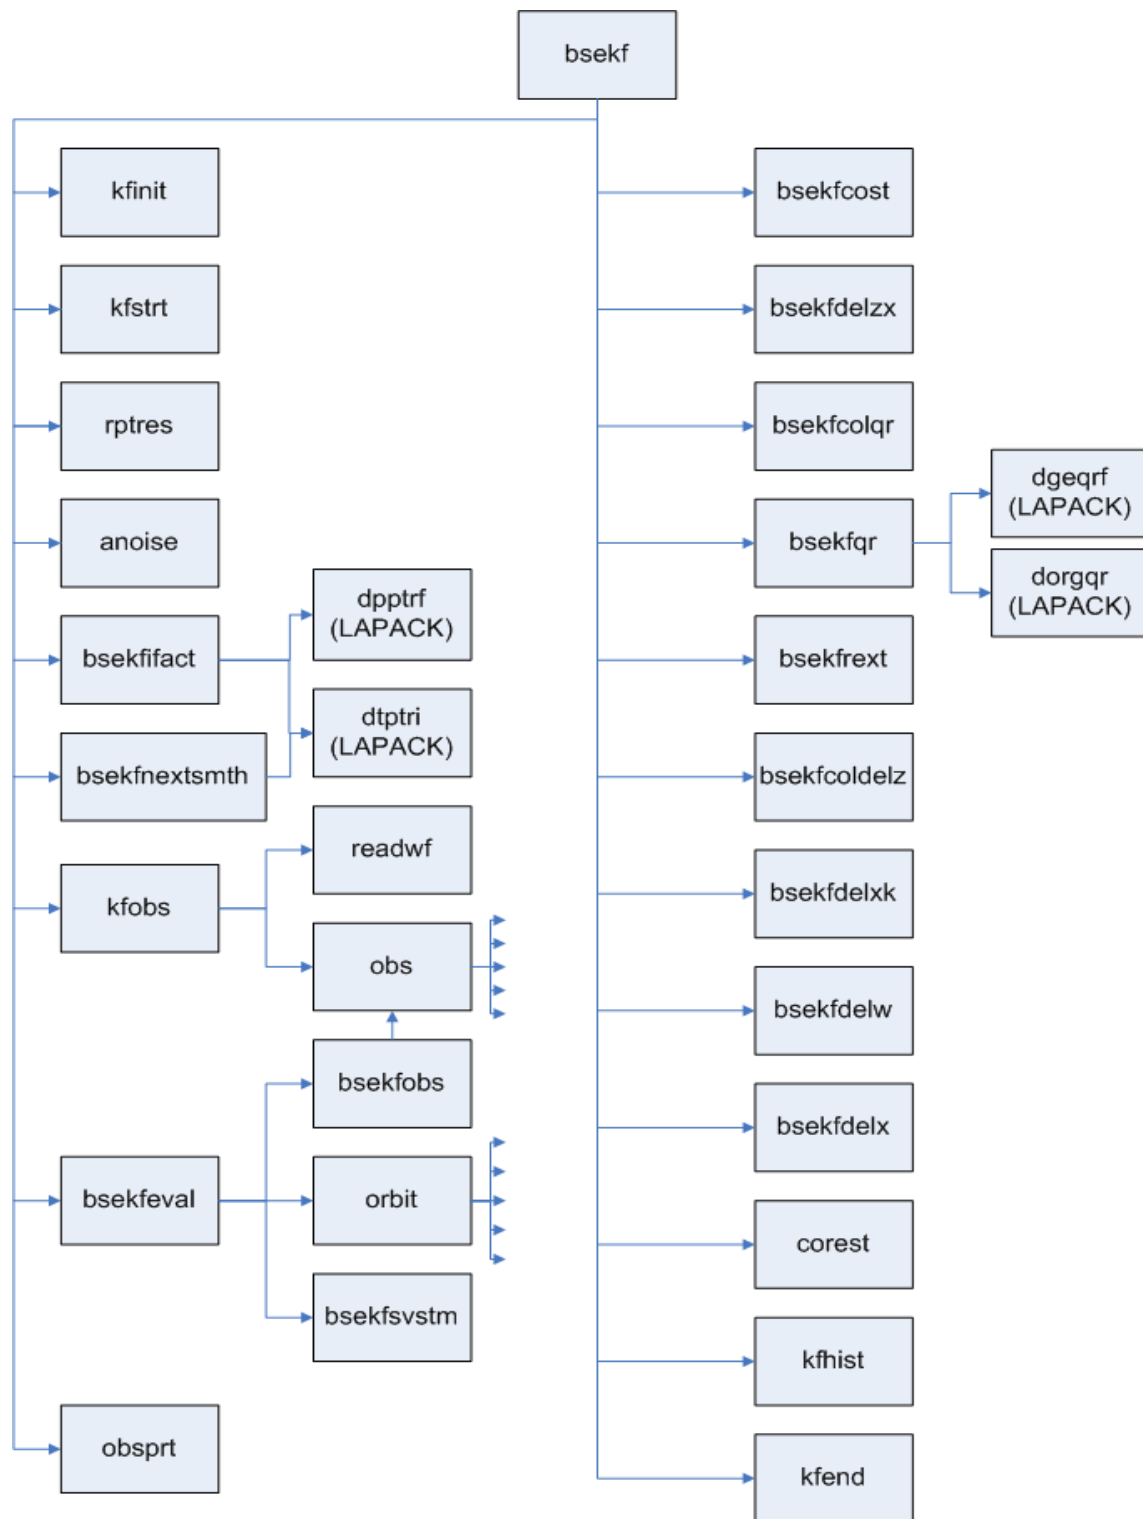 bsekf
kfinit
kfstrt
rptres
anoise
bsekfifact
dpptrf
(LAPACK)
dtptri
(LAPACK)
bsekfnextsmth
kfobs
readwf
obs
bsekfobs
bsekfeval
orbit
bsekfsvstm
obsprt
bsekfcost
bsekfdelzx
bsekfcolqr
bsekfqr
dgeqrf
(LAPACK)
dorgqr
(LAPACK)
bsekfrext
bsekfcoldelz
bsekfdelxk
bsekfdelw
bsekfdelx
corest
kfhist
kfend